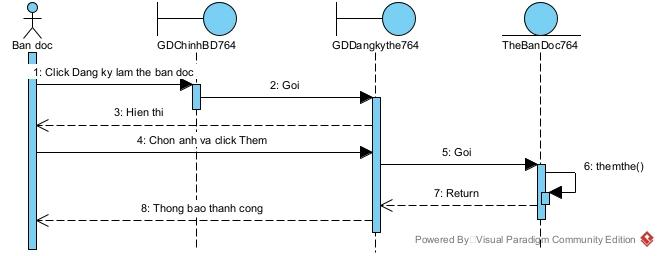 Ban doc
GDChinhBD764
GDDangkythe764
TheBanDoc764
1: Click Dang ky lam the ban doc
2: Goi
3: Hien thi
4: Chon anh va click Them
5: Goi
6: themthe()
7: Return
8: Thong bao thanh cong
Powered By Visual Paradigm Community Edition